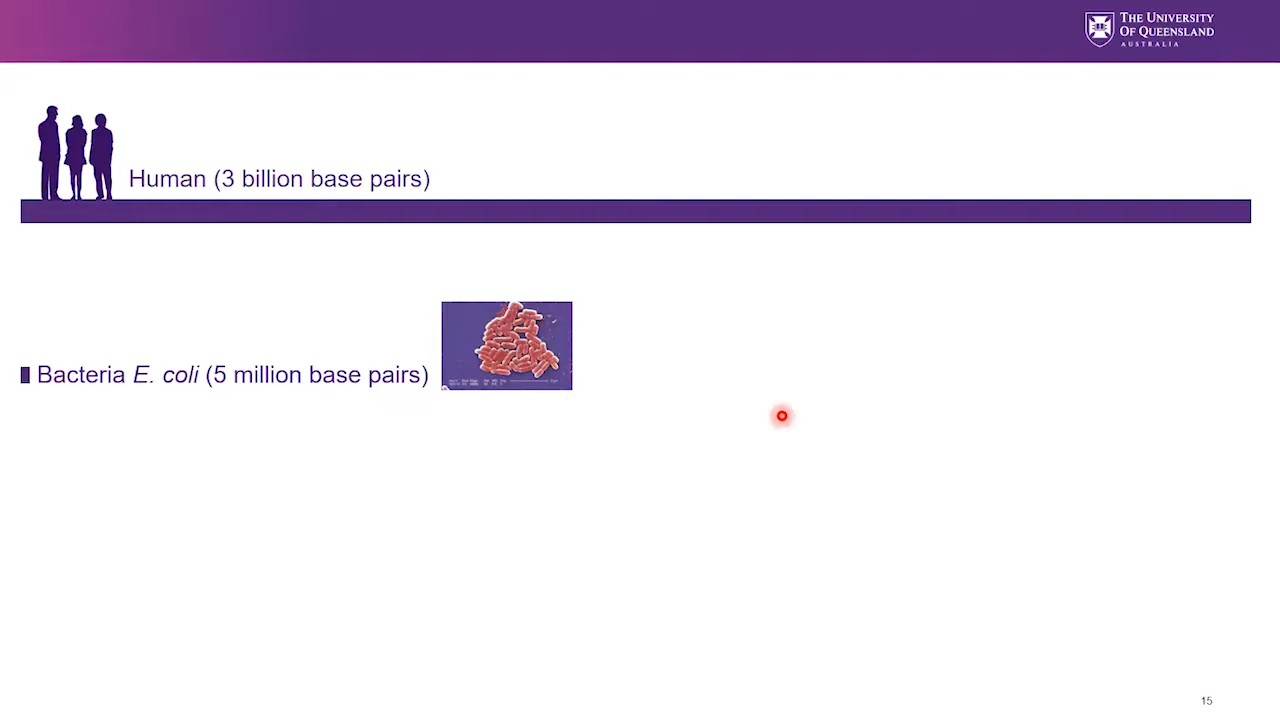 THE UNIVERSITY
OF QUEENSLAND
AUSTRALIA
Human (3 billion base pairs)
Bacteria E. coli (5 million base pairs)
15